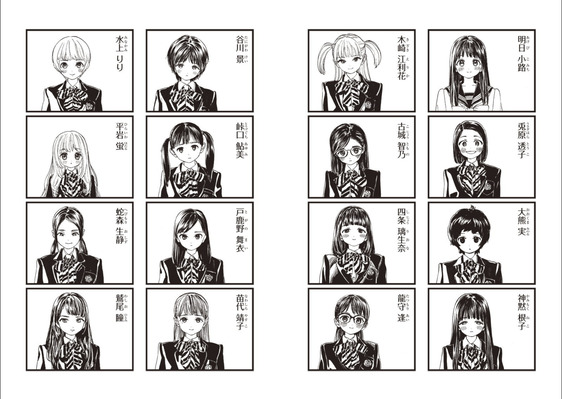 明日 小路
兎原 透子
大熊 実
神黙 根子
木崎 江利花
古城 智乃
四条 璃生奈
龍守 逢
谷川 景
峠口 鮎美
戸鹿野 舞衣
苗代 靖子
水上 りり
平岩 蛍
蛇森 生静
鷲尾 瞳